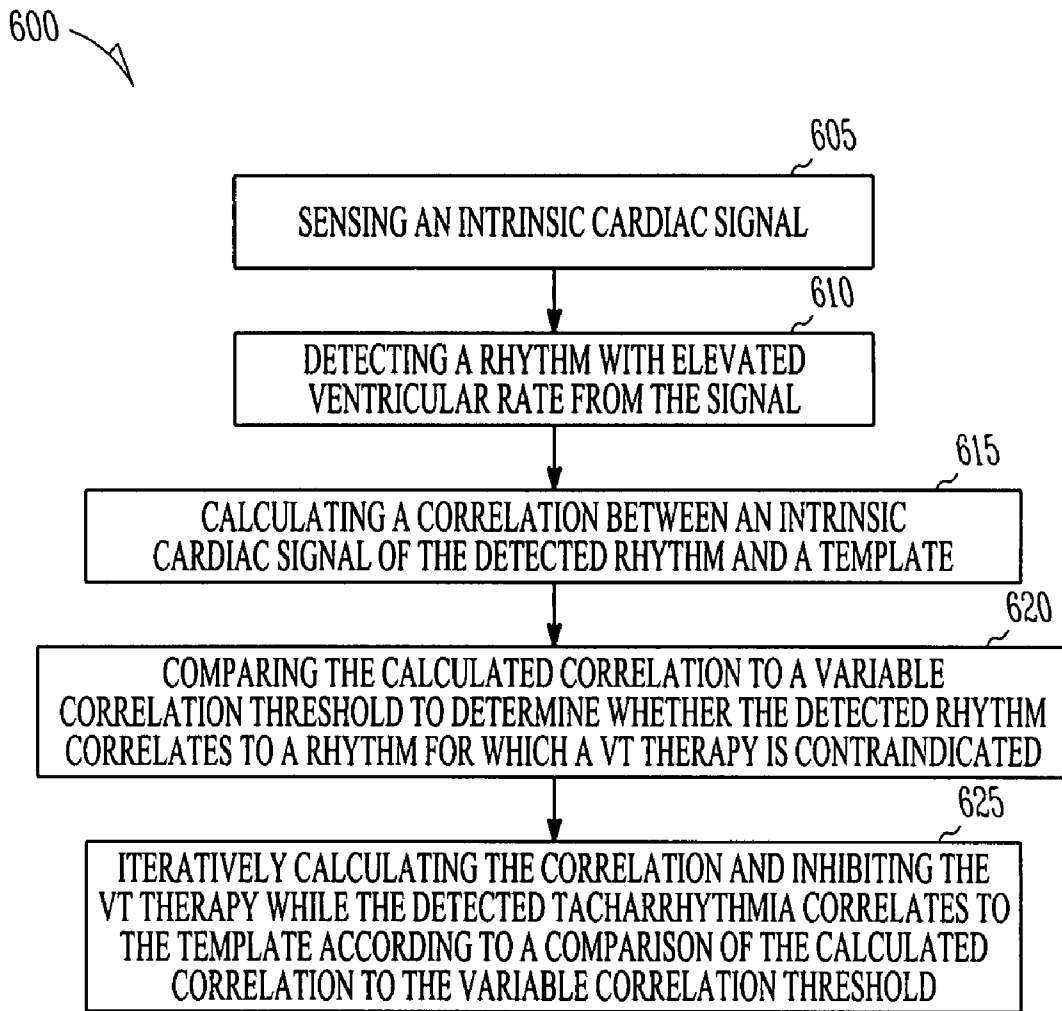 600
605
SENSING AN INTRINSIC CARDIAC SIGNAL
610
DETECTING A RHYTHM WITH ELEVATED
VENTRICULAR RATE FROM THE SIGNAL
615
CALCULATING A CORRELATION BETWEEN AN INTRINSIC
CARDIAC SIGNAL OF THE DETECTED RHYTHM AND A TEMPLATE
620
COMPARING THE CALCULATED CORRELATION TO A VARIABLE
CORRELATION THRESHOLD TO DETERMINE WHETHER THE DETECTED RHYTHM
CORRELATES TO A RHYTHM FOR WHICH A VT THERAPY IS CONTRAINDICATED
625
ITERATIVELY CALCULATING THE CORRELATION AND INHIBITING THE
VT THERAPY WHILE THE DETECTED TACHARRHYTHMIA CORRELATES TO
THE TEMPLATE ACCORDING TO A COMPARISON OF THE CALCULATED
CORRELATION TO THE VARIABLE CORRELATION THRESHOLD